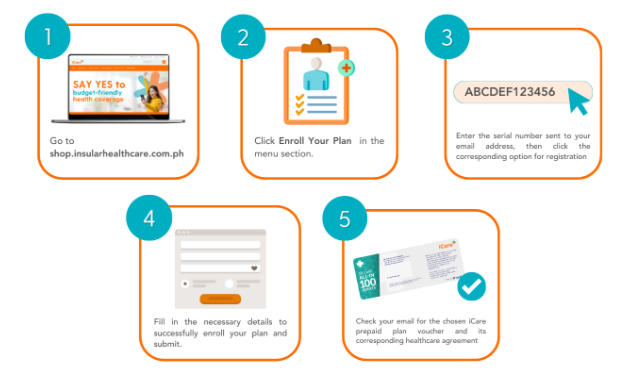 1
iCare
SAY YES to
budget-friendly
health coverage
Go to
shop.insularhealthcare.com.ph
2
Click Enroll Your Plan in the
menu section.
3
ABCDEF123456
Enter the serial number sent to your
email address, then click the
corresponding option for registration
4
Fill in the necessary details to
successfully enroll your plan and
submit.
5
iCare
100
Check your email for the chosen iCare
prepaid plan voucher and its
corresponding healthcare agreement